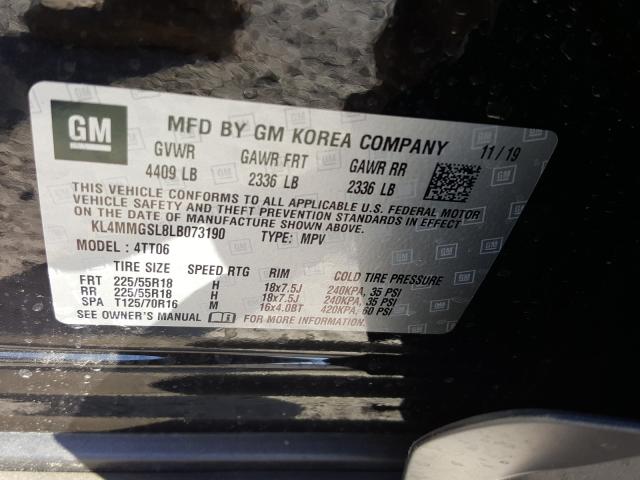 GM
MFD BY GM KOREA COMPANY 11/19
GVWR GAWR FRT GAWR RR
4409 LB 2336 LB 2336 LB
THIS VEHICLE CONFORMS TO ALL APPLICABLE U.S. FEDERAL MOTOR
VEHICLE SAFETY AND THEFT PREVENTION STANDARDS IN EFFECT
ON THE DATE OF MANUFACTURE SHOWN ABOVE.
KL4MMGSL8LB073190 TYPE: MPV
MODEL : 4TT06
TIRE SIZE SPEED RTG RIM COLD TIRE PRESSURE
FRT 225/55R18 H 18x7.5J 240KPA, 35 PSI
RR 225/55R18 H 18x7.5J 240KPA, 35 PSI
SPA T125/70R16 M 16x4.0BT 420KPA, 60 PSI
SEE OWNER'S MANUAL FOR MORE INFORMATION.